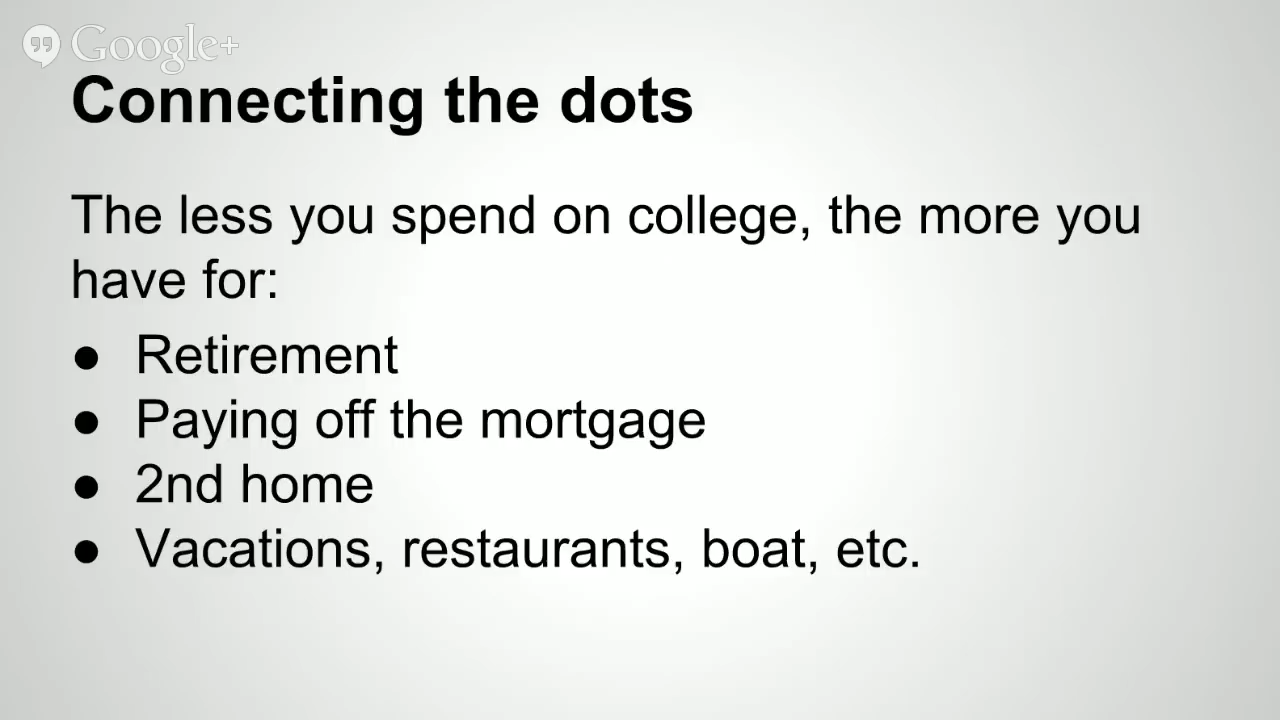 Google+
Connecting the dots
The less you spend on college, the more you
have for:
● Retirement
● Paying off the mortgage
● 2nd home
● Vacations, restaurants, boat, etc.